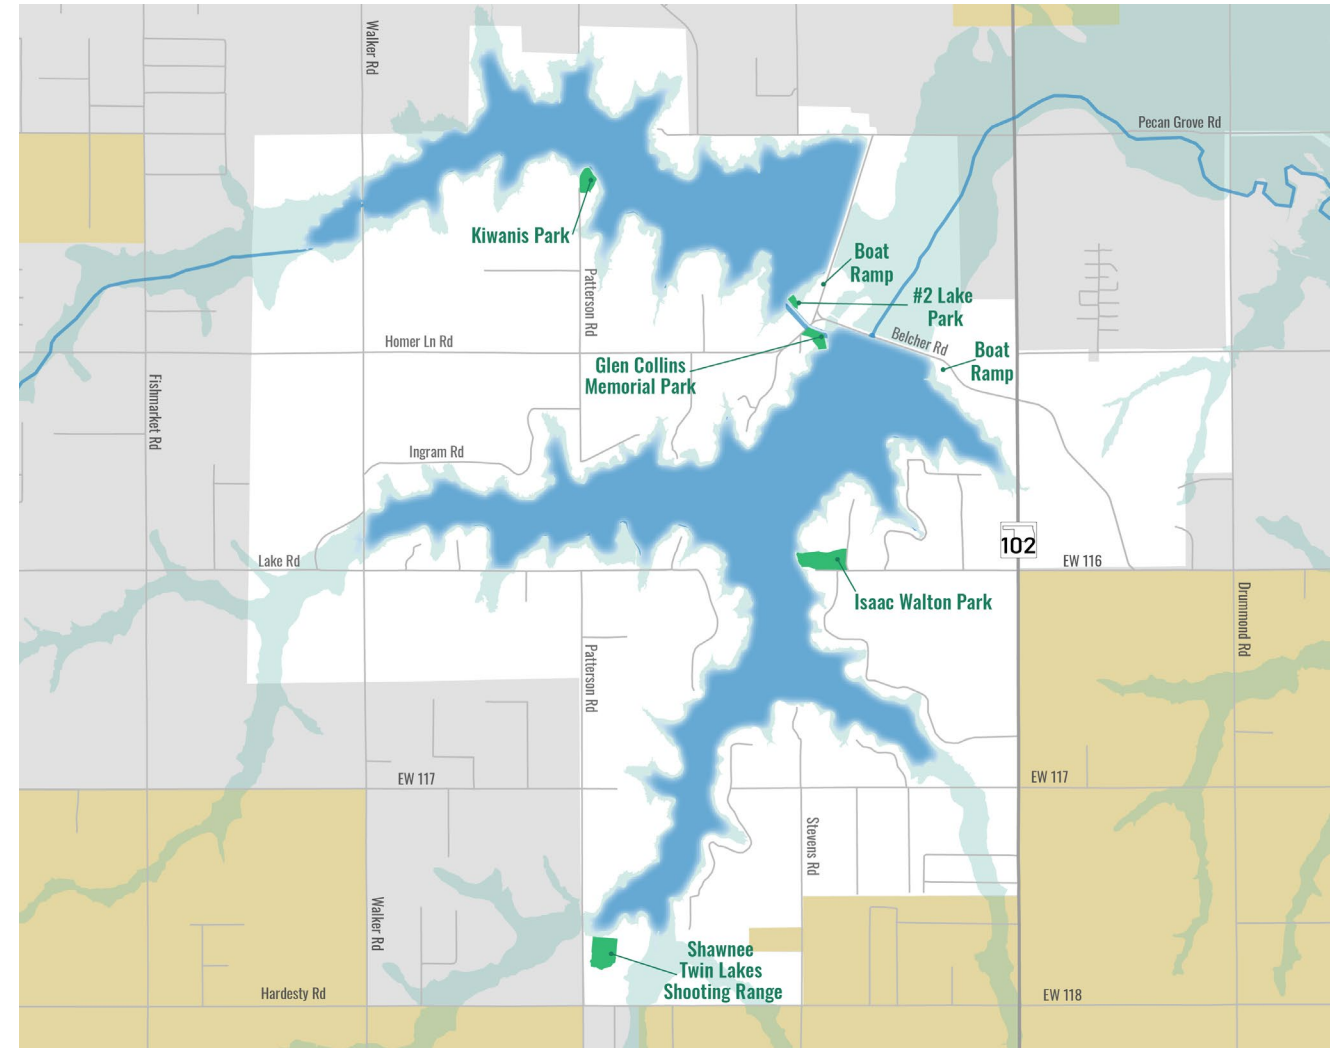 Walker Rd
Pecan Grove Rd
Kiwanis Park
Boat
Ramp
#2 Lake
Park
Patterson Rd
Homer Ln Rd
Belcher Rd
Boat
Ramp
Glen Collins
Memorial Park
Fishmarket Rd
Ingram Rd
102
Lake Rd
EW 116
Isaac Walton Park
Drummond Rd
Patterson Rd
EW 117
EW 117
Stevens Rd
Walker Rd
Shawnee
Twin Lakes
Shooting Range
Hardesty Rd
EW 118